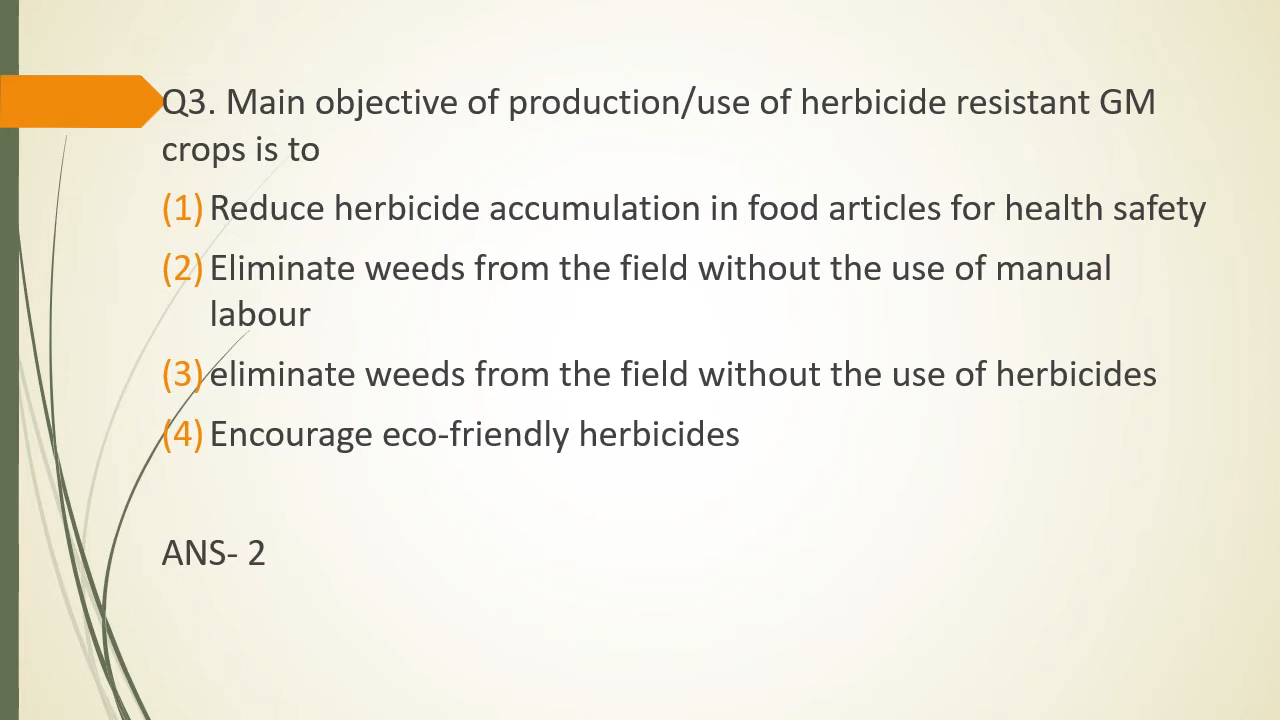 Q3. Main objective of production/use of herbicide resistant GM
crops is to
(1) Reduce herbicide accumulation in food articles for health safety
(2) Eliminate weeds from the field without the use of manual
labour
(3) eliminate weeds from the field without the use of herbicides
(4) Encourage eco-friendly herbicides
ANS- 2